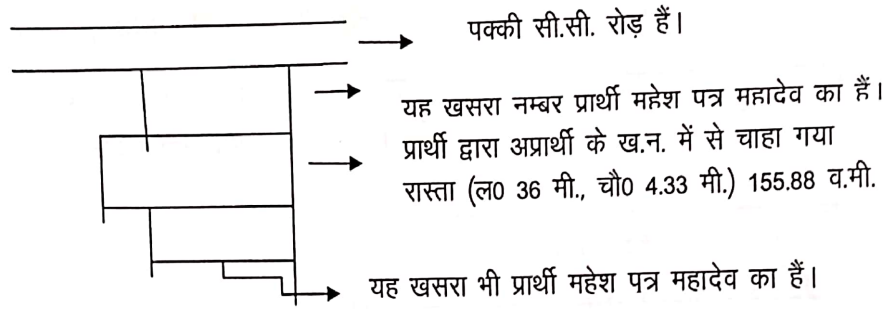 पक्की सी.सी. रोड़ हैं।
यह खसरा नम्बर प्रार्थी महेश पत्र महादेव का हैं।
प्रार्थी द्वारा अप्रार्थी के ख.न. में से चाहा गया
रास्ता (ल0 36 मी., चौ0 4.33 मी.) 155.88 व.मी.
यह खसरा भी प्रार्थी महेश पत्र महादेव का हैं।